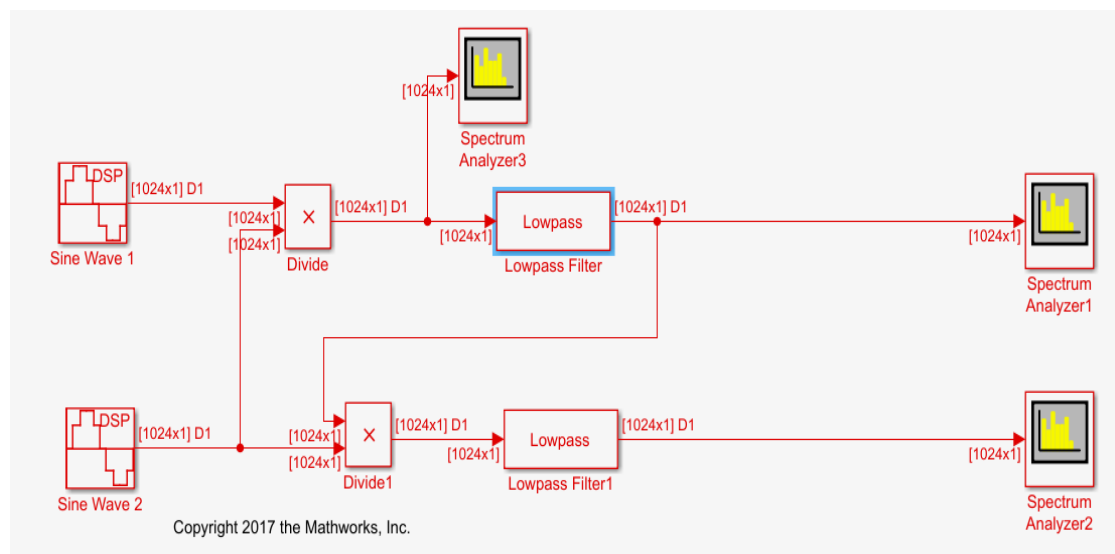 [1024x1]
Spectrum
Analyzer3
DSP
[1024x1] D1
Sine Wave 1
[1024x1]
[1024x1]
×
Divide
[1024x1] D1
[1024x1]
Lowpass
Lowpass Filter
[1024x1] D1
[1024x1]
Spectrum
Analyzer1
DSP
[1024x1] D1
Sine Wave 2
[1024x1]
[1024x1]
×
Divide1
[1024x1] D1
[1024x1]
Lowpass
Lowpass Filter1
[1024x1] D1
[1024x1]
Spectrum
Analyzer2
Copyright 2017 the Mathworks, Inc.